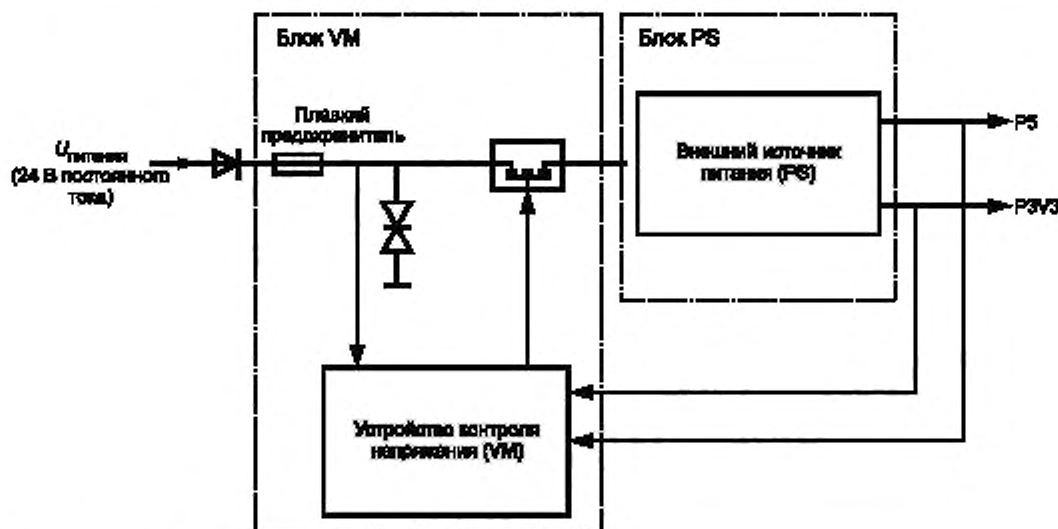 Блок VM
Блок PS
Плавкий
предохранитель
Uпитания
(24 В постоянного
тока)
Внешний источник
питания (PS)
P5
P3V3
Устройство контроля
напряжения (VM)